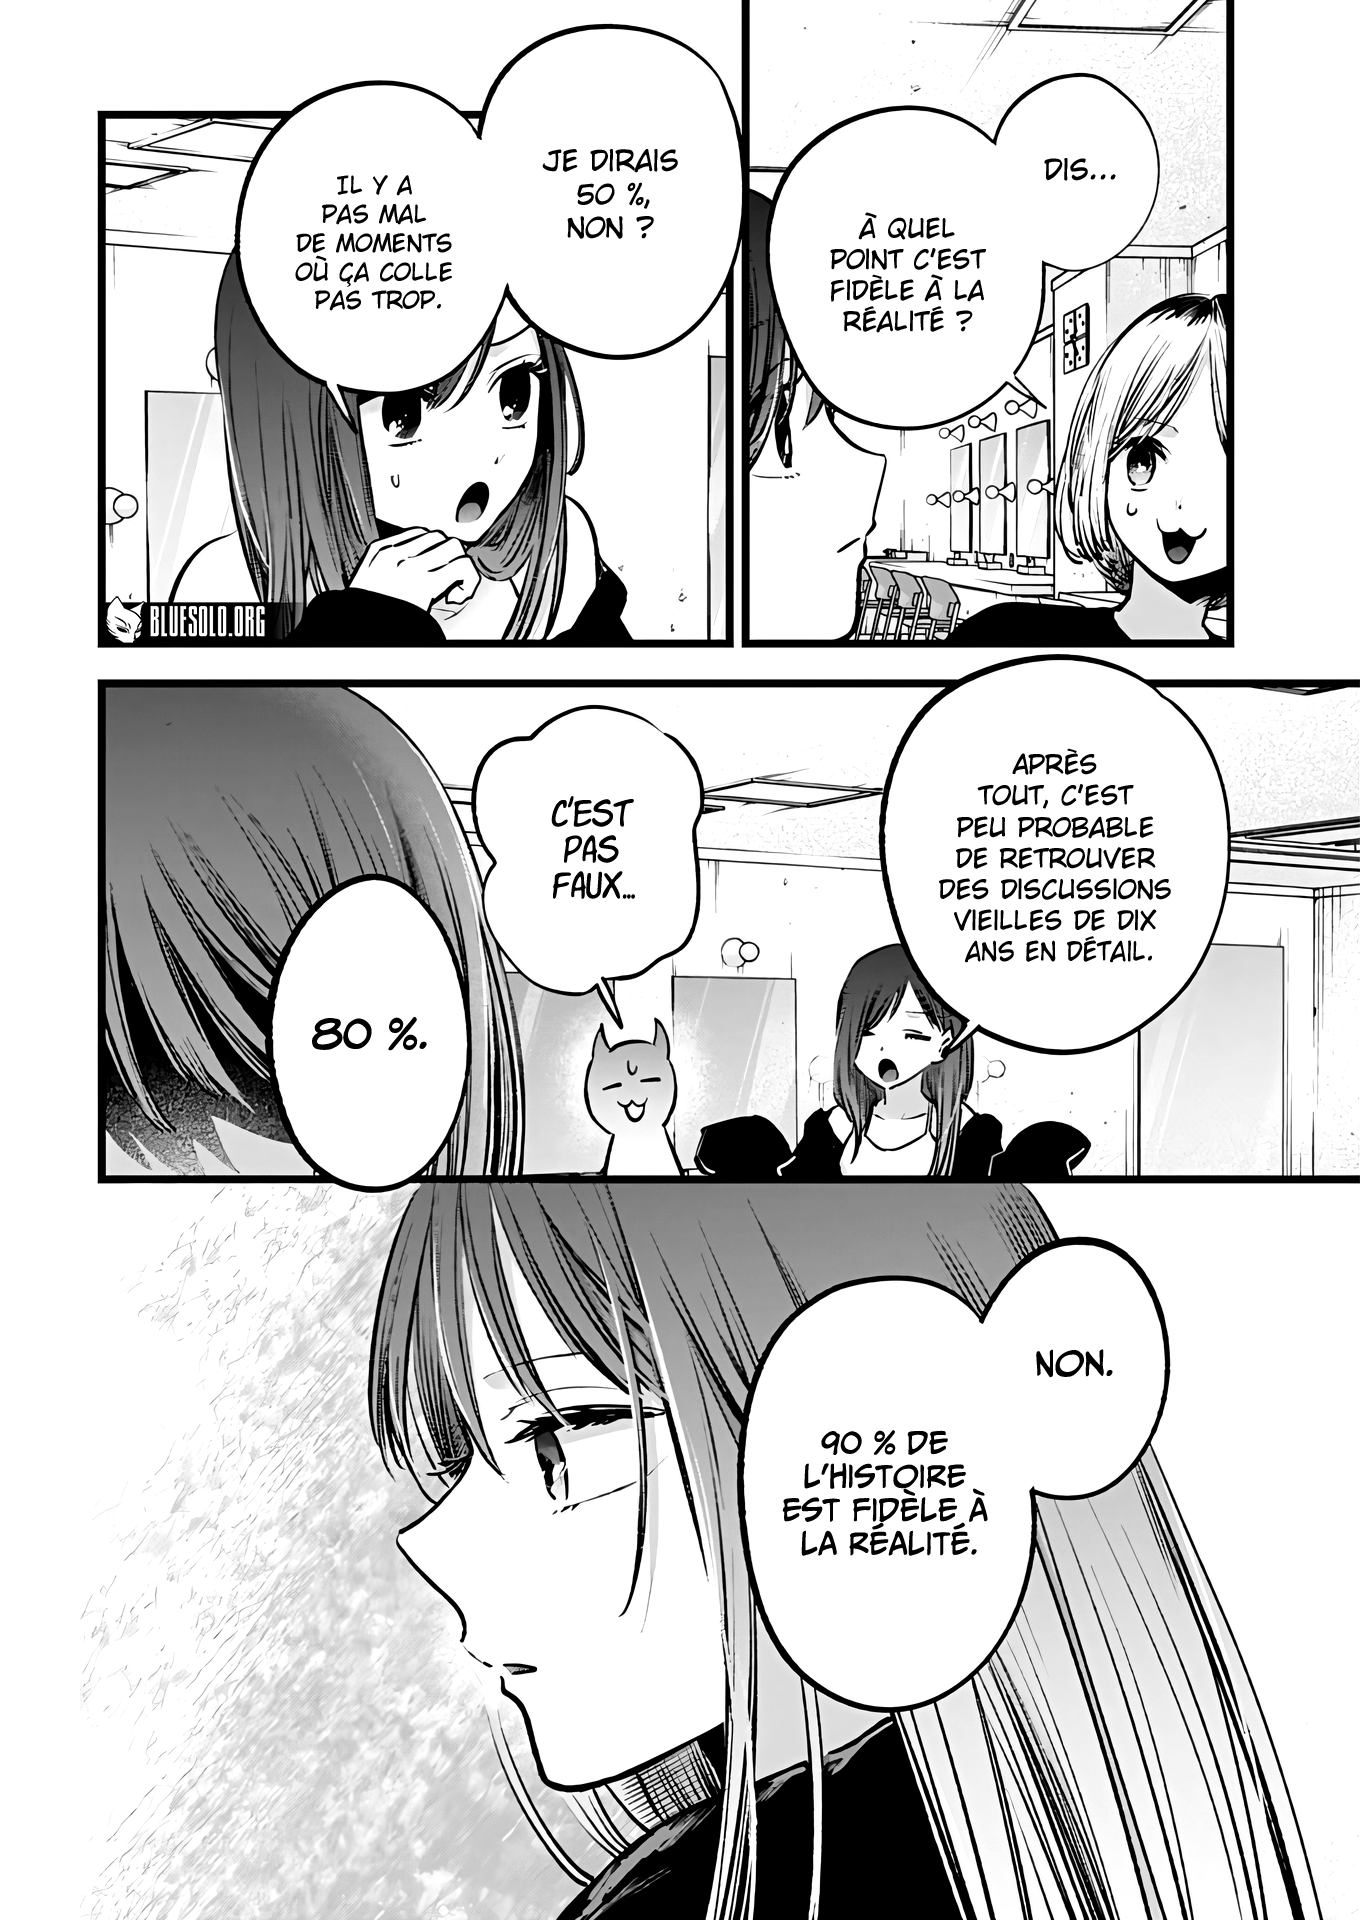 DIS...
À QUEL
POINT C'EST
FIDÈLE À LA
RÉALITÉ ?
JE DIRAIS
50 %,
NON ?
IL Y A
PAS MAL
DE MOMENTS
OÙ ÇA COLLE
PAS TROP.
BLUESOLO.ORG
APRÈS
TOUT, C'EST
PEU PROBABLE
DE RETROUVER
DES DISCUSSIONS
VIEILLES DE DIX
ANS EN DÉTAIL.
C'EST
PAS
FAUX...
80 %.
NON.
90 % DE
L'HISTOIRE
EST FIDÈLE À
LA RÉALITÉ.